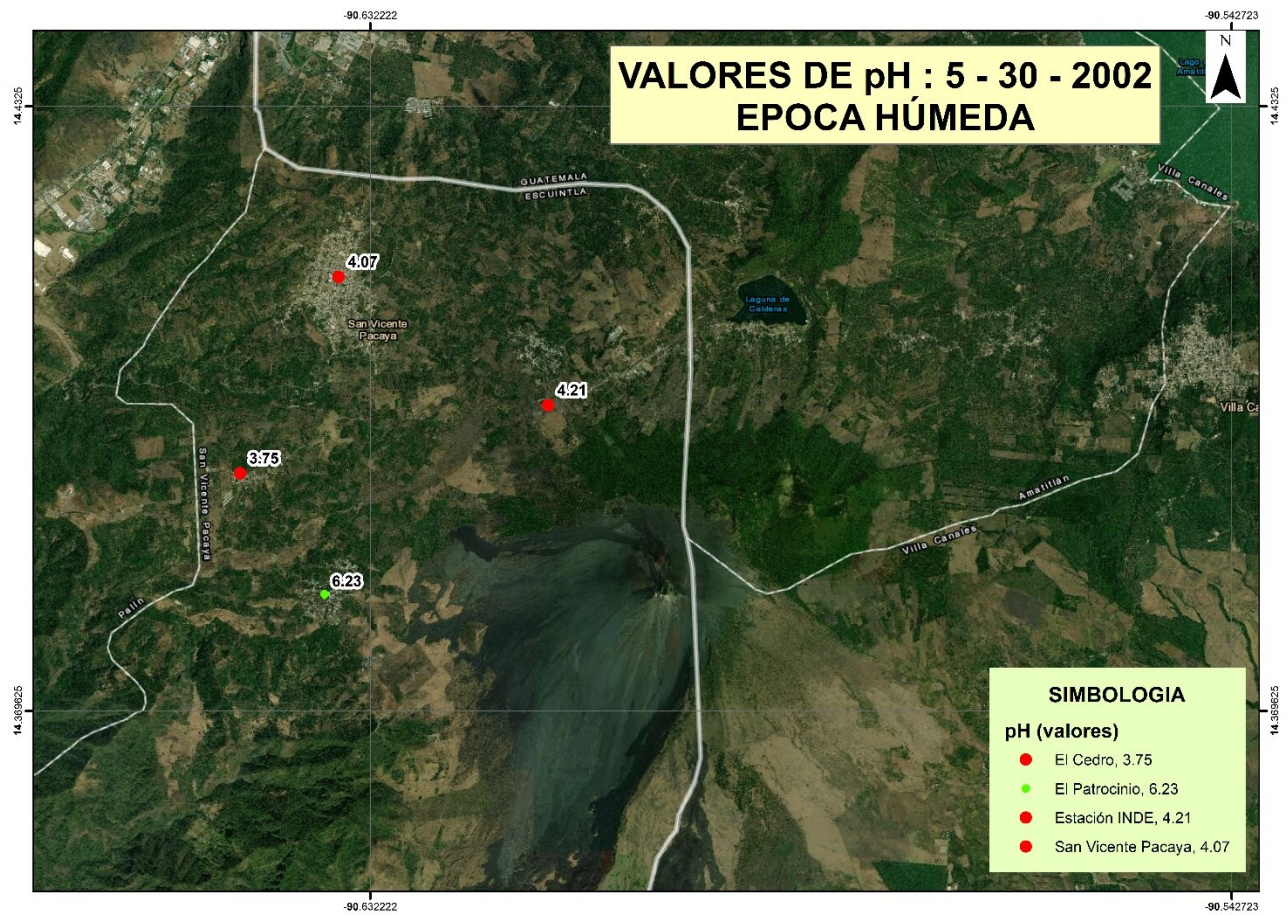 -90.632222
-90.542723
VALORES DE pH : 5 - 30 - 2002
EPOCA HÚMEDA
N
Lago de
14.4325
14.4325
Villa Canales
GUATEMALA
ESCUINTLA
4.07
Laguna de
Calderas
San Vicente
Pacaya
4.21
Villa
3.75
San Vicente Pacaya
Amatitlán
Villa Canales
6.23
Palín
SIMBOLOGIA
pH (valores)
El Cedro, 3.75
El Patrocinio, 6.23
Estación INDE, 4.21
San Vicente Pacaya, 4.07
14.369625
14.369625
-90.632222
-90.542723